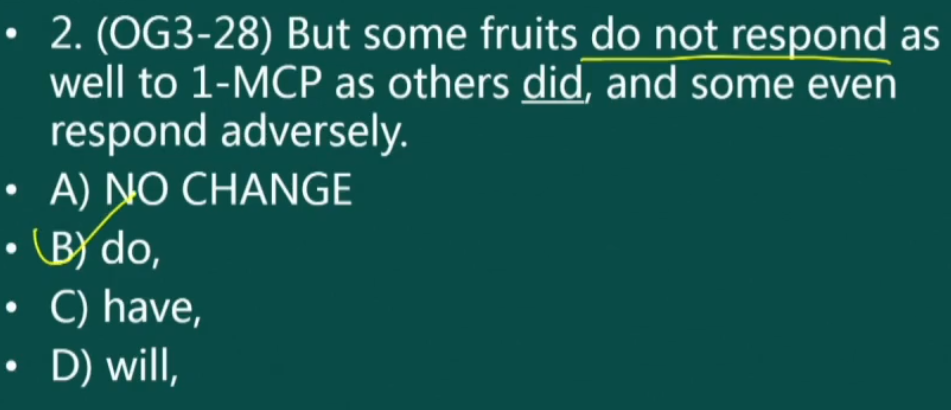 • 2. (OG3-28) But some fruits do not respond as
well to 1-MCP as others did, and some even
respond adversely.
• A) NO CHANGE
• B) do,
• C) have,
• D) will,